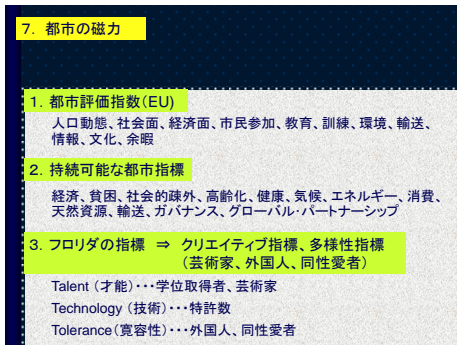 7. 都市の磁力
1. 都市評価指数(EU)
人口動態、社会面、経済面、市民参加、教育、訓練、環境、輸送、
情報、文化、余暇
2. 持続可能な都市指標
経済、貧困、社会的疎外、高齢化、健康、気候、エネルギー、消費、
天然資源、輸送、ガバナンス、グローバル・パートナーシップ
3. フロリダの指標 ⇒ クリエイティブ指標、多様性指標
(芸術家、外国人、同性愛者)
Talent (才能)・・・学位取得者、芸術家
Technology (技術)・・・特許数
Tolerance(寛容性)・・・外国人、同性愛者